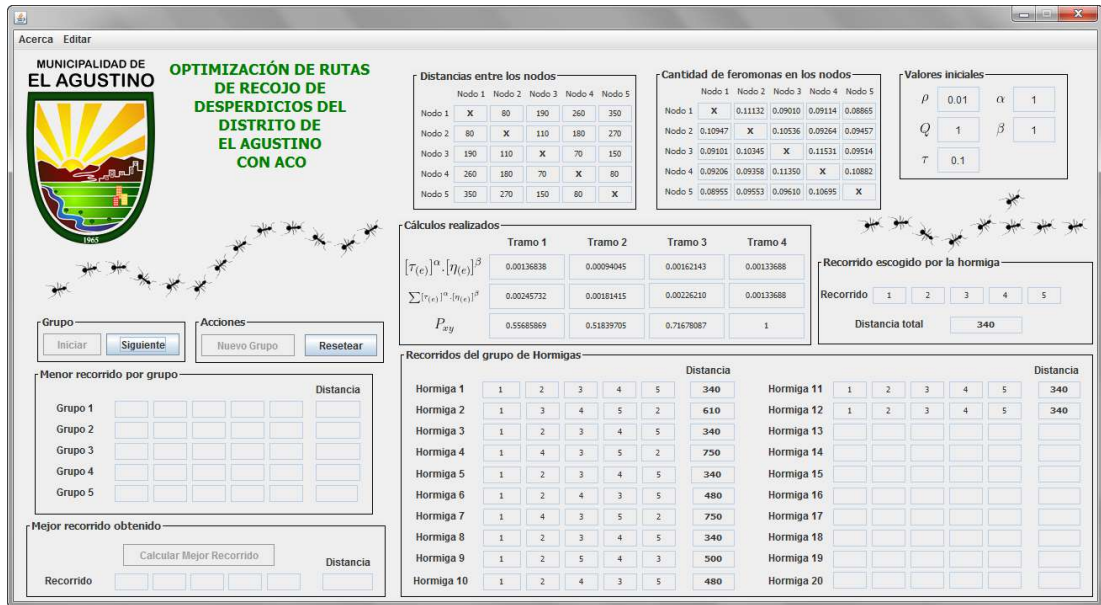 Acerca Editar
MUNICIPALIDAD DE
EL AGUSTINO
1965
OPTIMIZACIÓN DE RUTAS
DE RECOJO DE
DESPERDICIOS DEL
DISTRITO DE
EL AGUSTINO
CON ACO
Distancias entre los nodos
Nodo 1 Nodo 2 Nodo 3 Nodo 4 Nodo 5
Nodo 1 X 80 190 260 350
Nodo 2 80 X 110 180 270
Nodo 3 190 110 X 70 150
Nodo 4 260 180 70 X 80
Nodo 5 350 270 150 80 X
Cantidad de feromonas en los nodos
Nodo 1 Nodo 2 Nodo 3 Nodo 4 Nodo 5
Nodo 1 X 0.11132 0.09010 0.09114 0.08865
Nodo 2 0.10947 X 0.10536 0.09264 0.09457
Nodo 3 0.09101 0.10345 X 0.11531 0.09514
Nodo 4 0.09206 0.09358 0.11350 X 0.10882
Nodo 5 0.08955 0.09553 0.09610 0.10695 X
Valores iniciales
ρ 0.01 α 1
Q 1 β 1
τ 0.1
Cálculos realizados
Tramo 1 Tramo 2 Tramo 3 Tramo 4
[τ(e)]^α.[η(e)]^β 0.00136838 0.00094045 0.00162143 0.00133688
∑[τ(e)]^α.[η(e)]^β 0.00245732 0.00181415 0.00226210 0.00133688
Pxy 0.55685869 0.51839705 0.71678087 1
Recorrido escogido por la hormiga
Recorrido 1 2 3 4 5
Distancia total 340
Grupo
Iniciar Siguiente
Acciones
Nuevo Grupo Resetear
Menor recorrido por grupo
Distancia
Grupo 1
Grupo 2
Grupo 3
Grupo 4
Grupo 5
Mejor recorrido obtenido
Calcular Mejor Recorrido
Distancia
Recorrido
Recorridos del grupo de Hormigas
Distancia Distancia
Hormiga 1 1 2 3 4 5 340 Hormiga 11 1 2 3 4 5 340
Hormiga 2 1 3 4 5 2 610 Hormiga 12 1 2 3 4 5 340
Hormiga 3 1 2 3 4 5 340 Hormiga 13
Hormiga 4 1 4 3 5 2 750 Hormiga 14
Hormiga 5 1 2 3 4 5 340 Hormiga 15
Hormiga 6 1 2 4 3 5 480 Hormiga 16
Hormiga 7 1 4 3 5 2 750 Hormiga 17
Hormiga 8 1 2 3 4 5 340 Hormiga 18
Hormiga 9 1 2 5 4 3 500 Hormiga 19
Hormiga 10 1 2 4 3 5 480 Hormiga 20